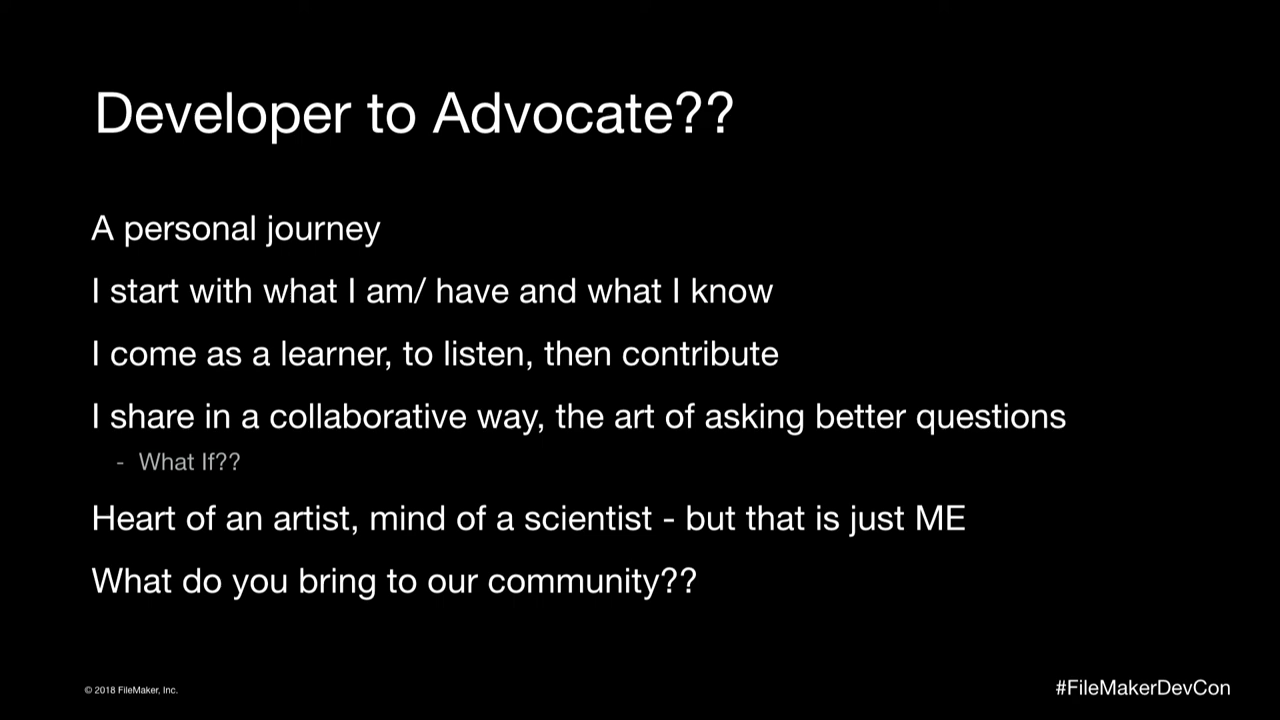 Developer to Advocate??
A personal journey
I start with what I am/ have and what I know
I come as a learner, to listen, then contribute
I share in a collaborative way, the art of asking better questions
- What If??
Heart of an artist, mind of a scientist - but that is just ME
What do you bring to our community??
© 2018 FileMaker, Inc.
#FileMakerDevCon